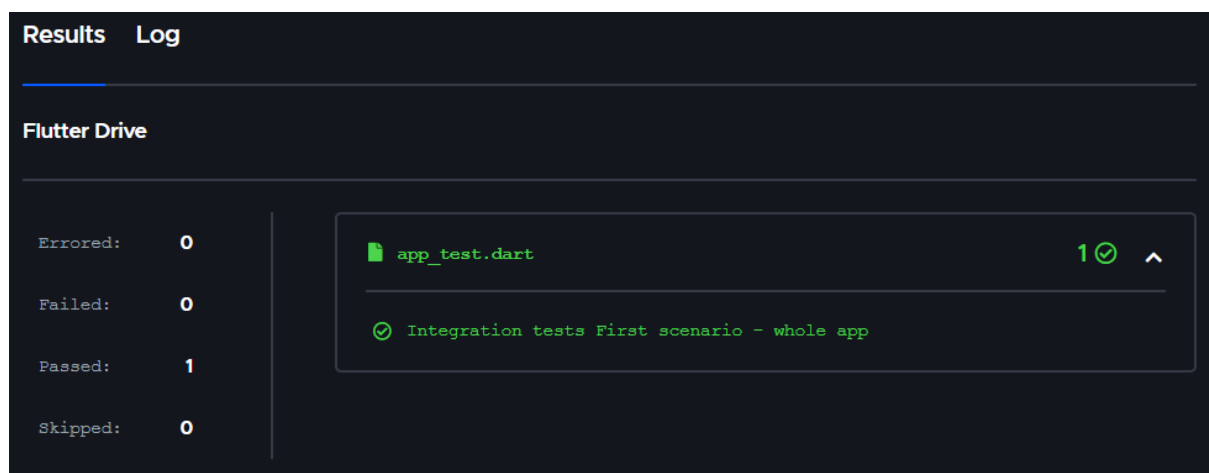 Results Log
Flutter Drive
Errored: 0
Failed: 0
Passed: 1
Skipped: 0
app_test.dart 1
Integration tests First scenario - whole app